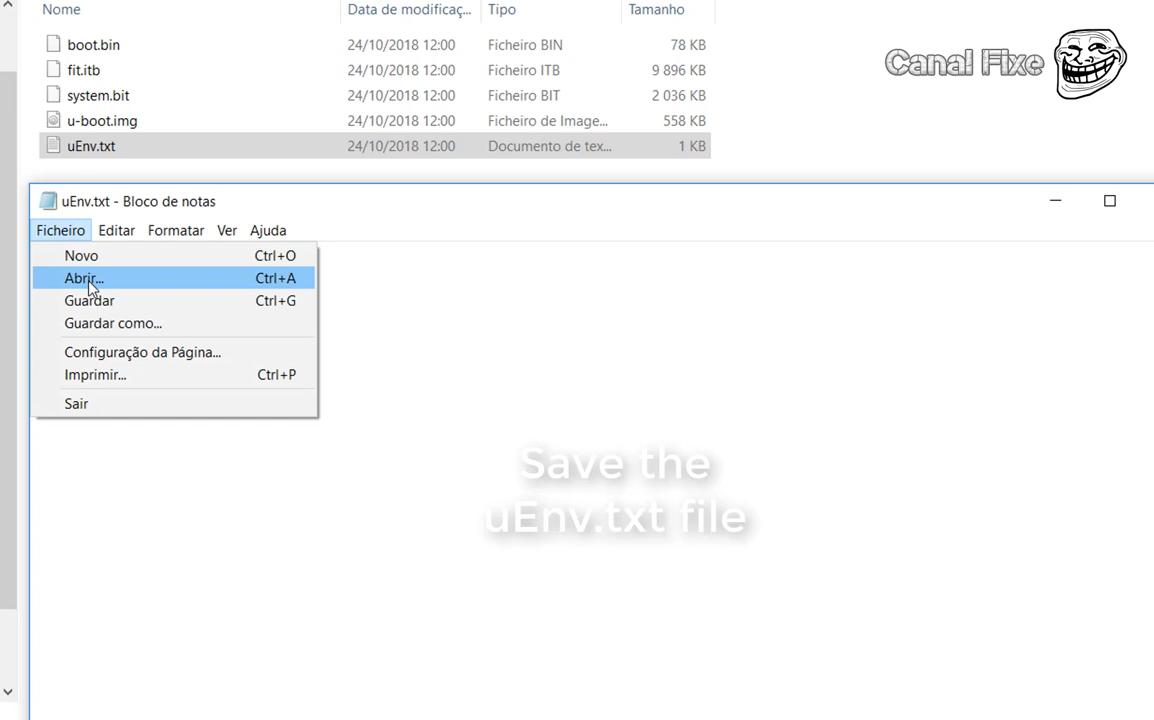 Nome Data de modificaç... Tipo Tamanho
boot.bin 24/10/2018 12:00 Ficheiro BIN 78 KB
fit.itb 24/10/2018 12:00 Ficheiro ITB 9 896 KB
system.bit 24/10/2018 12:00 Ficheiro BIT 2 036 KB
u-boot.img 24/10/2018 12:00 Ficheiro de Image... 558 KB
uEnv.txt 24/10/2018 12:00 Documento de tex... 1 KB
Canal Fixe
uEnv.txt - Bloco de notas
Ficheiro Editar Formatar Ver Ajuda
Novo Ctrl+O
Abrir... Ctrl+A
Guardar Ctrl+G
Guardar como...
Configuração da Página...
Imprimir... Ctrl+P
Sair
Save the
uEnv.txt file